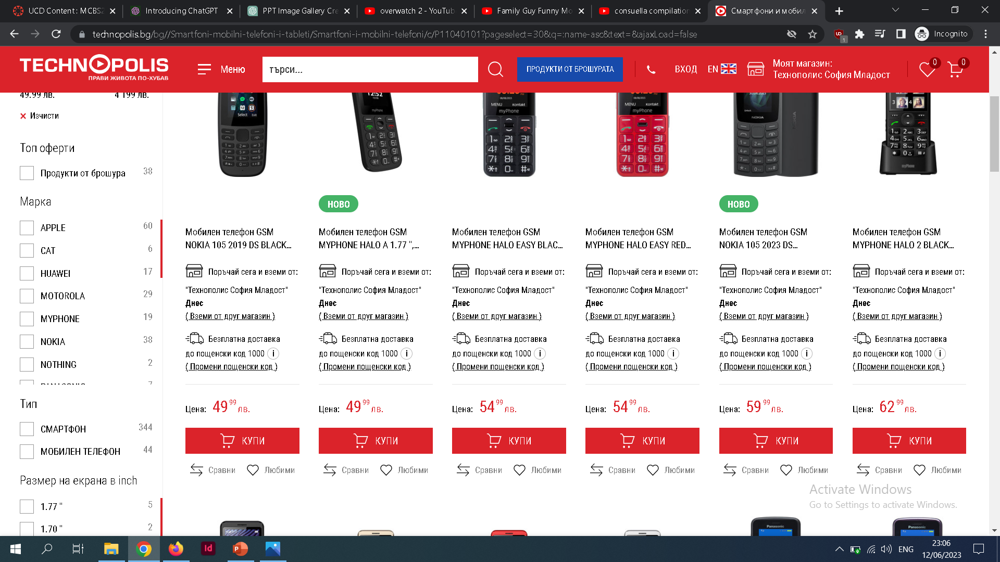 UCD Content: MCBS2
Introducing ChatGPT
PPT Image Gallery Cre
overwatch 2 - YouTub
Family Guy Funny Mo
consuella compilation
Смартфони и мобил
technopolis.bg/bg//Smartfoni-mobilni-telefoni-i-tableti/Smartfoni-i-mobilni-telefoni/c/P11040101?pageselect=30&q=:name-asc&text=&ajaxLoad=false
1
Incognito
TECHNOPOLIS
ПРАВИ ЖИВОТА ПО-ХУБАВ
Меню
търси...
ПРОДУКТИ ОТ БРОШУРАТА
ВХОД
EN
Моят магазин:
Технополис София Младост
0
0
49.99 лв.
4 199 лв.
Изчисти
Топ оферти
Продукти от брошура 38
Марка
APPLE 60
CAT 6
HUAWEI 17
MOTOROLA 29
MYPHONE 19
NOKIA 38
NOTHING 2
PANASONIC 7
Тип
СМАРТФОН 344
МОБИЛЕН ТЕЛЕФОН 44
Размер на екрана в inch
1.77 " 5
1.70 " 2
Мобилен телефон GSM
NOKIA 105 2019 DS BLACK...
Поръчай сега и вземи от:
"Технополис София Младост"
Днес
( Вземи от друг магазин )
Безплатна доставка
до пощенски код 1000 i
( Промени пощенски код )
Цена: 49 99 лв.
КУПИ
Сравни Любими
НОВО
Мобилен телефон GSM
MYPHONE HALO A 1.77 ",...
Поръчай сега и вземи от:
"Технополис София Младост"
Днес
( Вземи от друг магазин )
Безплатна доставка
до пощенски код 1000 i
( Промени пощенски код )
Цена: 49 99 лв.
КУПИ
Сравни Любими
Мобилен телефон GSM
MYPHONE HALO EASY BLAC...
Поръчай сега и вземи от:
"Технополис София Младост"
Днес
( Вземи от друг магазин )
Безплатна доставка
до пощенски код 1000 i
( Промени пощенски код )
Цена: 54 99 лв.
КУПИ
Сравни Любими
Мобилен телефон GSM
MYPHONE HALO EASY RED...
Поръчай сега и вземи от:
"Технополис София Младост"
Днес
( Вземи от друг магазин )
Безплатна доставка
до пощенски код 1000 i
( Промени пощенски код )
Цена: 54 99 лв.
КУПИ
Сравни Любими
НОВО
Мобилен телефон GSM
NOKIA 105 2023 DS...
Поръчай сега и вземи от:
"Технополис София Младост"
Днес
( Вземи от друг магазин )
Безплатна доставка
до пощенски код 1000 i
( Промени пощенски код )
Цена: 59 99 лв.
КУПИ
Сравни Любими
Мобилен телефон GSM
MYPHONE HALO 2 BLACK...
Поръчай сега и вземи от:
"Технополис София Младост"
Днес
( Вземи от друг магазин )
Безплатна доставка
до пощенски код 1000 i
( Промени пощенски код )
Цена: 62 99 лв.
КУПИ
Сравни Любими
Activate Windows
Go to Settings to activate Windows.
Panasonic
Panasonic
ENG
23:06
12/06/2023